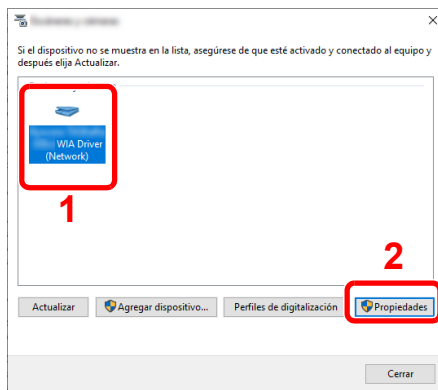 Si el dispositivo no se muestra en la lista, asegúrese de que esté activado y conectado al equipo y
después elija Actualizar.
WIA Driver
(Network)
1
2
Actualizar
Agregar dispositivo...
Perfiles de digitalización
Propiedades
Cerrar